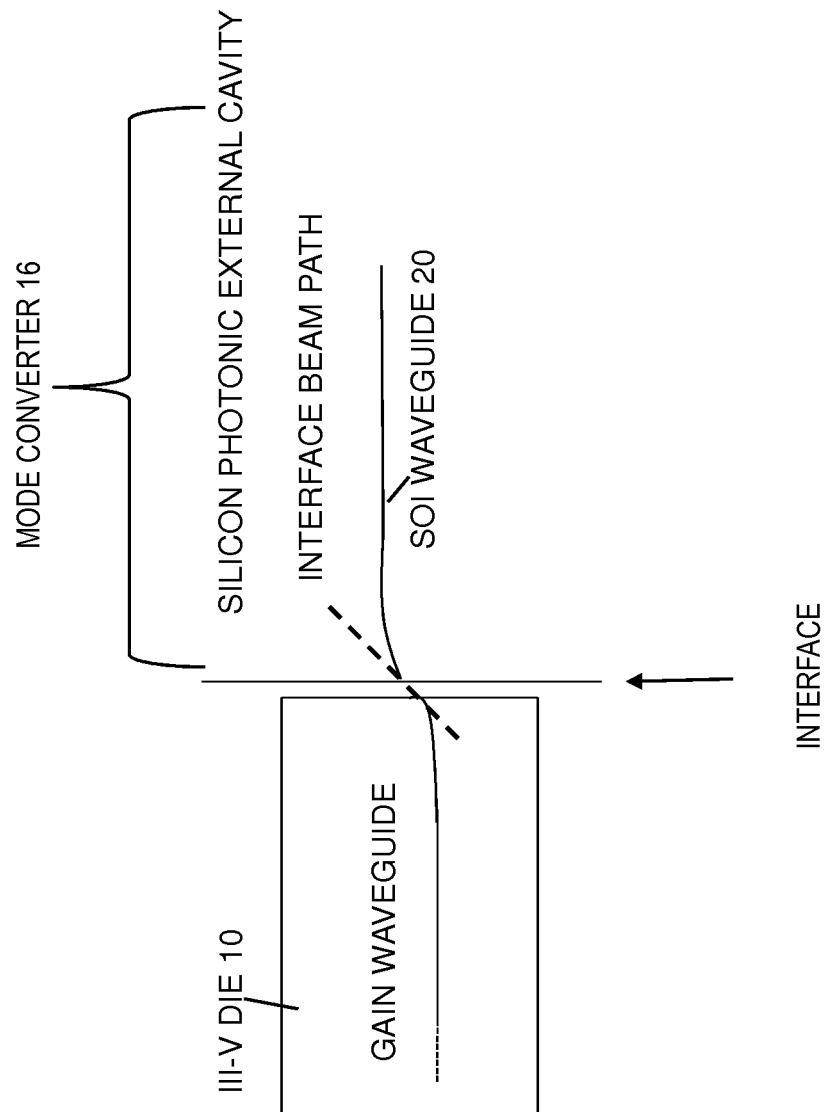 MODE CONVERTER 16
SILICON PHOTONIC EXTERNAL CAVITY
INTERFACE BEAM PATH
SOI WAVEGUIDE 20
III-V DIE 10
GAIN WAVEGUIDE
INTERFACE